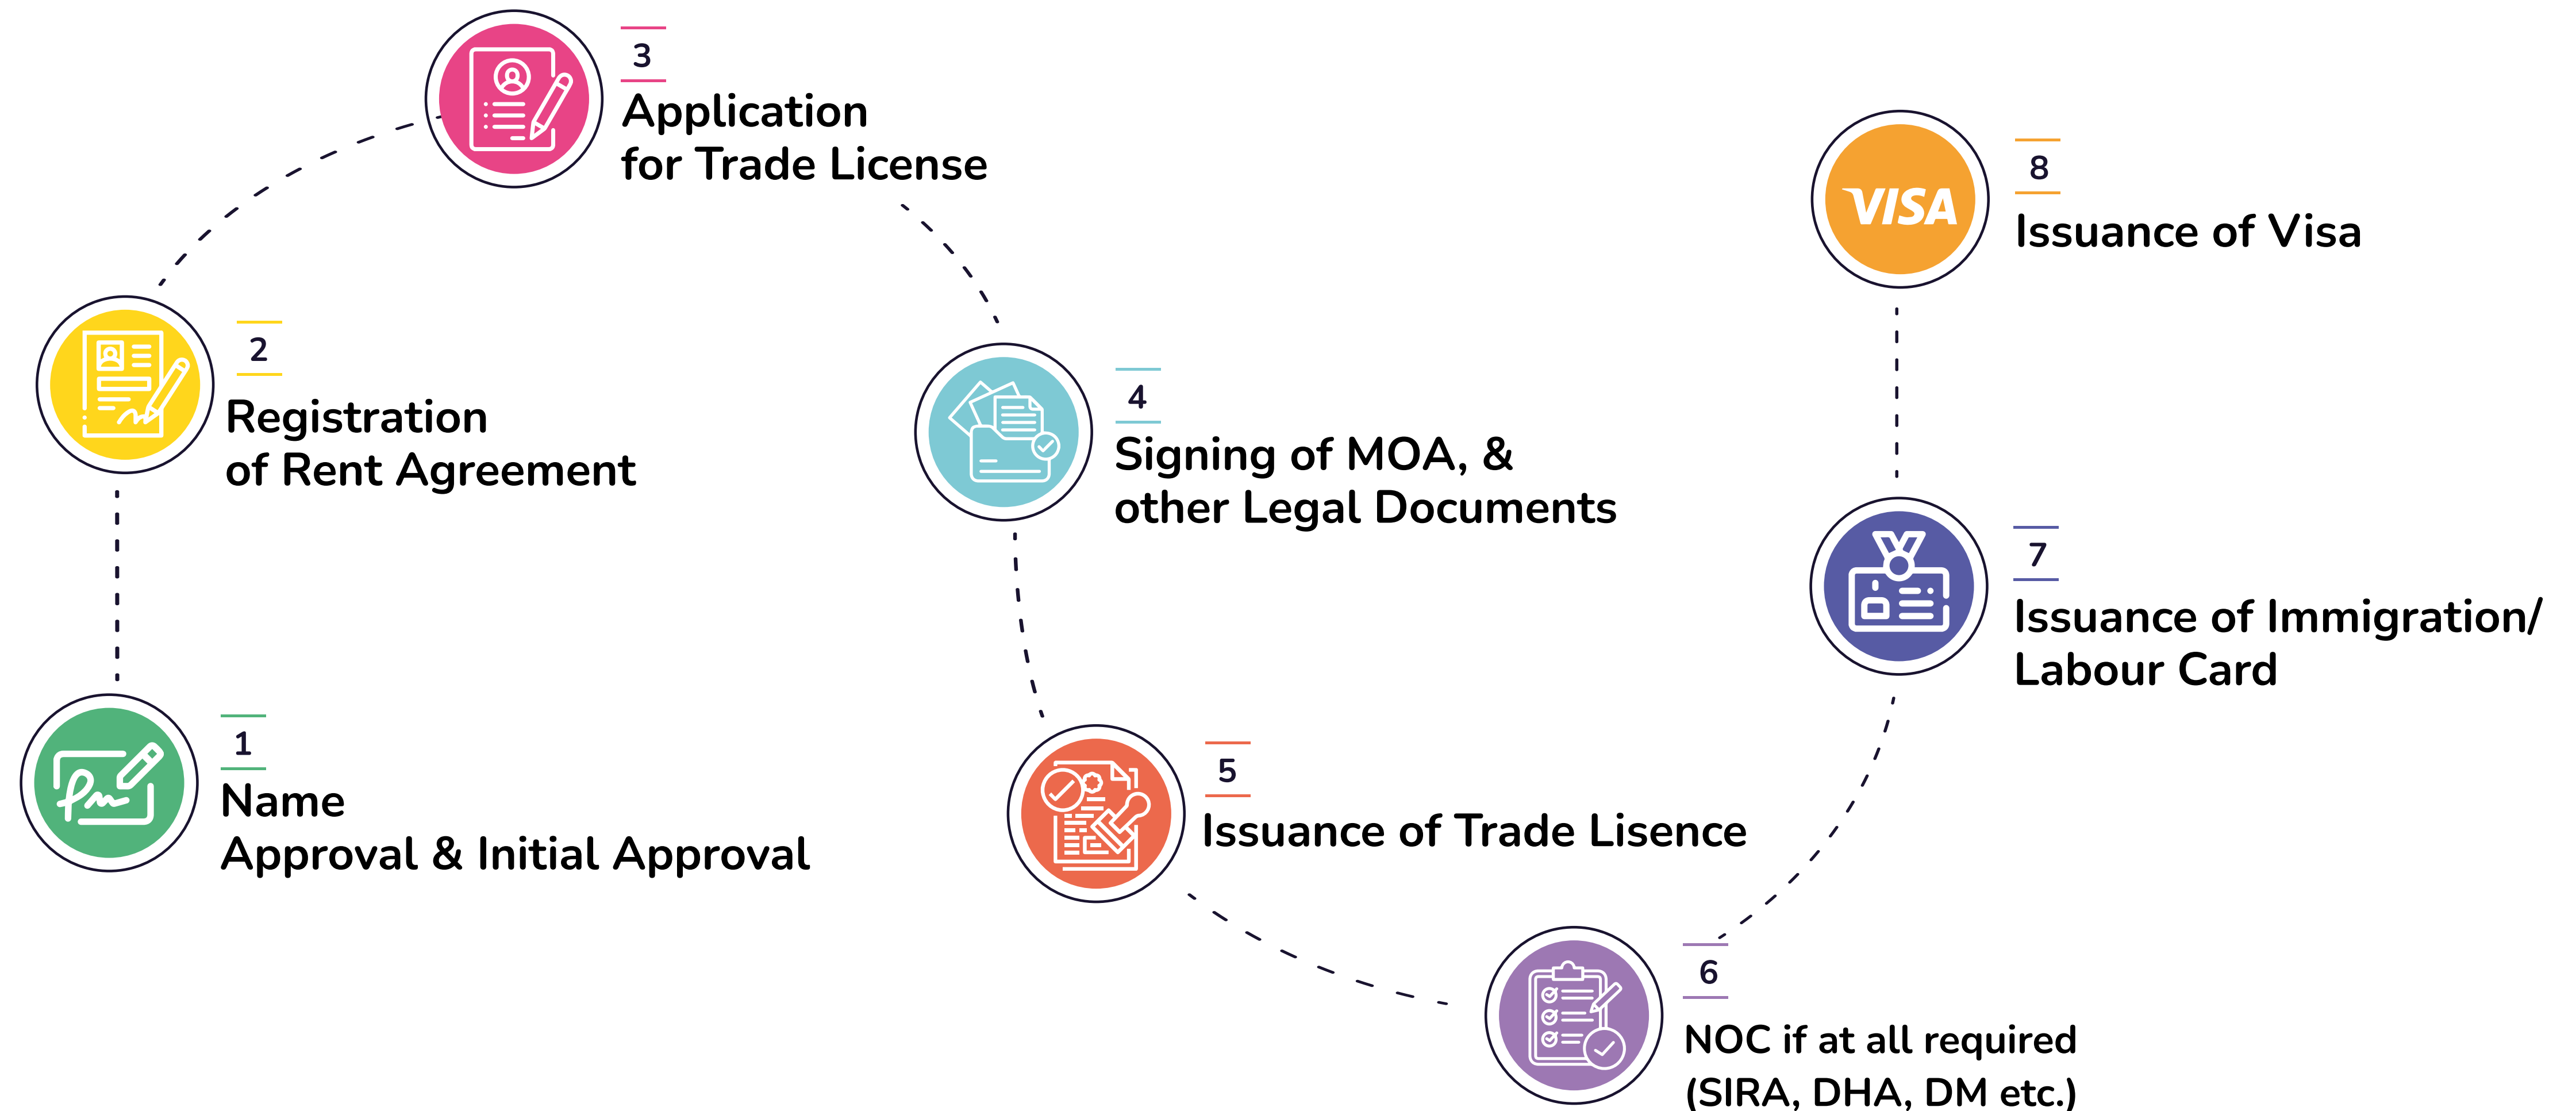 1
Name
Approval & Initial Approval
2
Registration
of Rent Agreement
3
Application
for Trade License
4
Signing of MOA, &
other Legal Documents
5
Issuance of Trade Lisence
6
NOC if at all required
(SIRA, DHA, DM etc.)
7
Issuance of Immigration/
Labour Card
VISA
8
Issuance of Visa